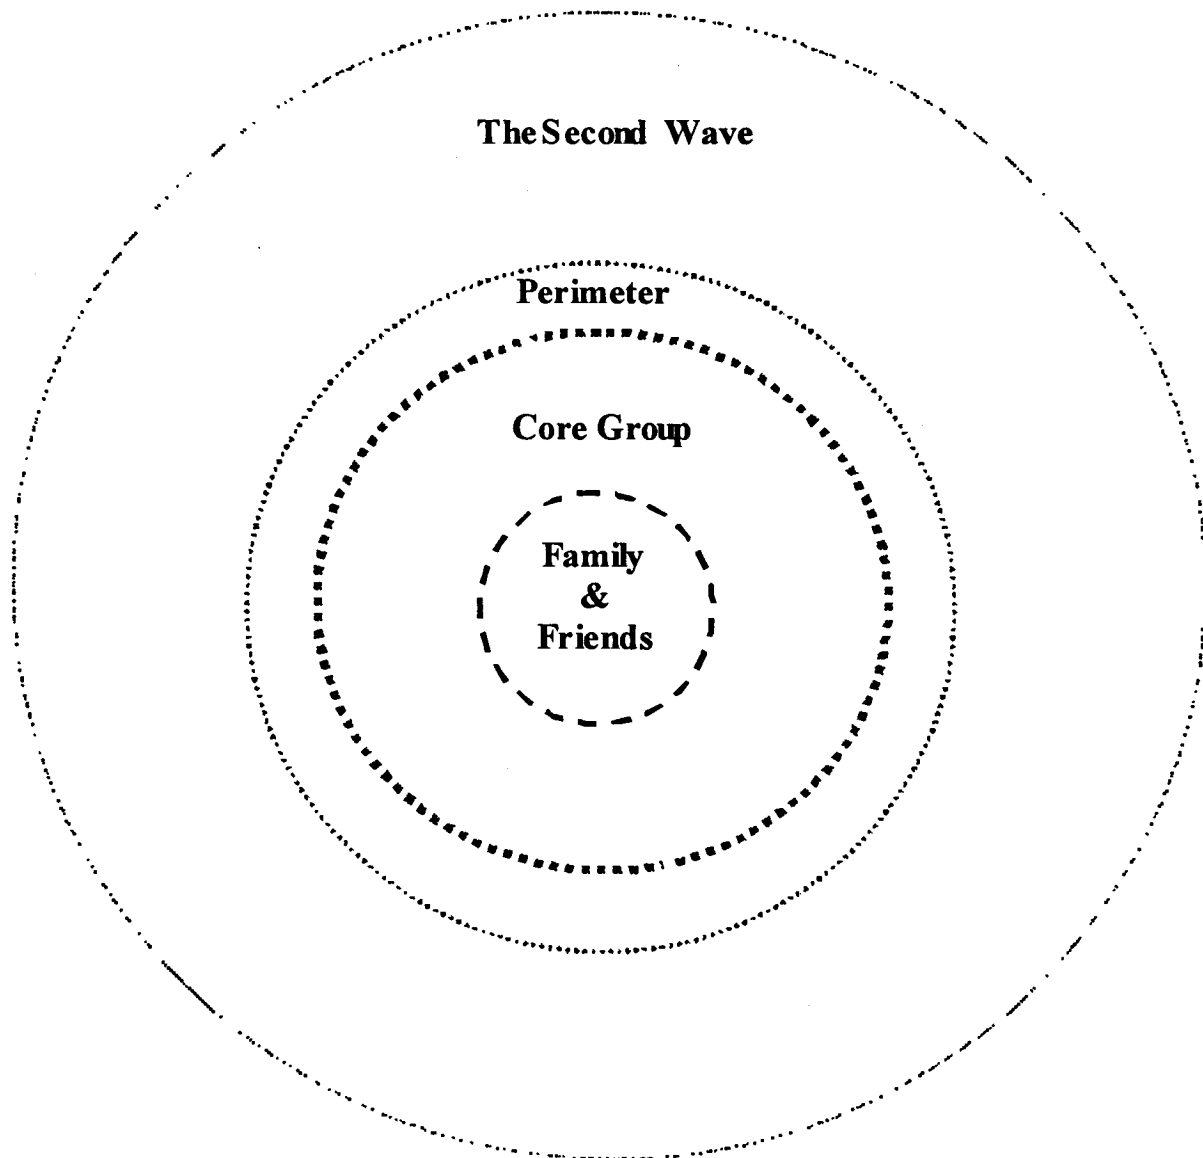 The Second Wave
Perimeter
Core Group
Family
&
Friends